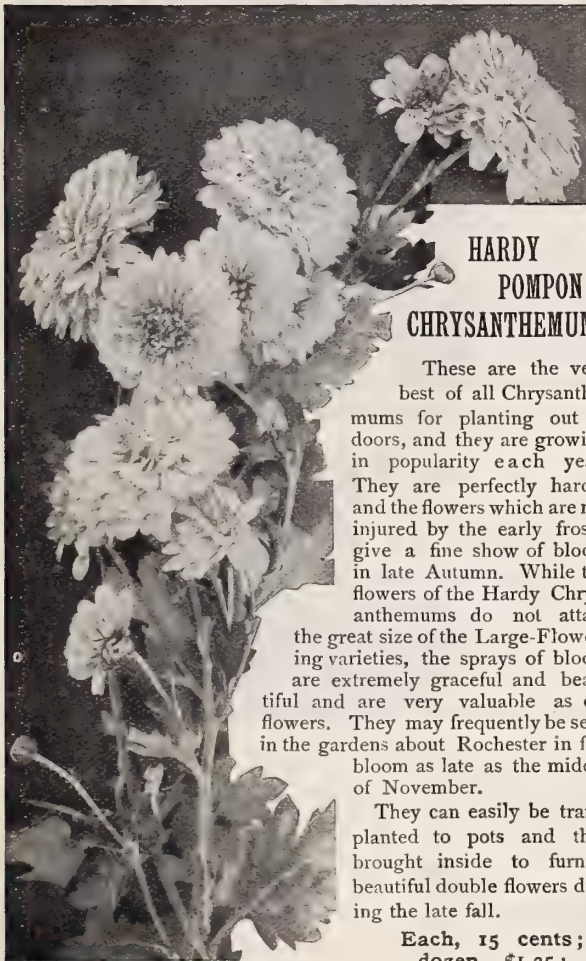 HARDY
POMPON
CHRYSANTHEMUM
These are the ve
best of all Chrysanth
mums for planting out
doors, and they are growi
in popularity each ye
They are perfectly hard
and the flowers which are n
injured by the early fros
give a fine show of bloo
in late Autumn. While t
flowers of the Hardy Chry
anthemums do not atta
the great size of the Large-Flowe
ing varieties, the sprays of bloo
are extremely graceful and bea
tiful and are very valuable as c
flowers. They may frequently be se
in the gardens about Rochester in f
bloom as late as the midd
of November.
They can easily be tran
planted to pots and th
brought inside to furn
beautiful double flowers d
ing the late fall.
Each, 15 cents;
dozen, $1.25;